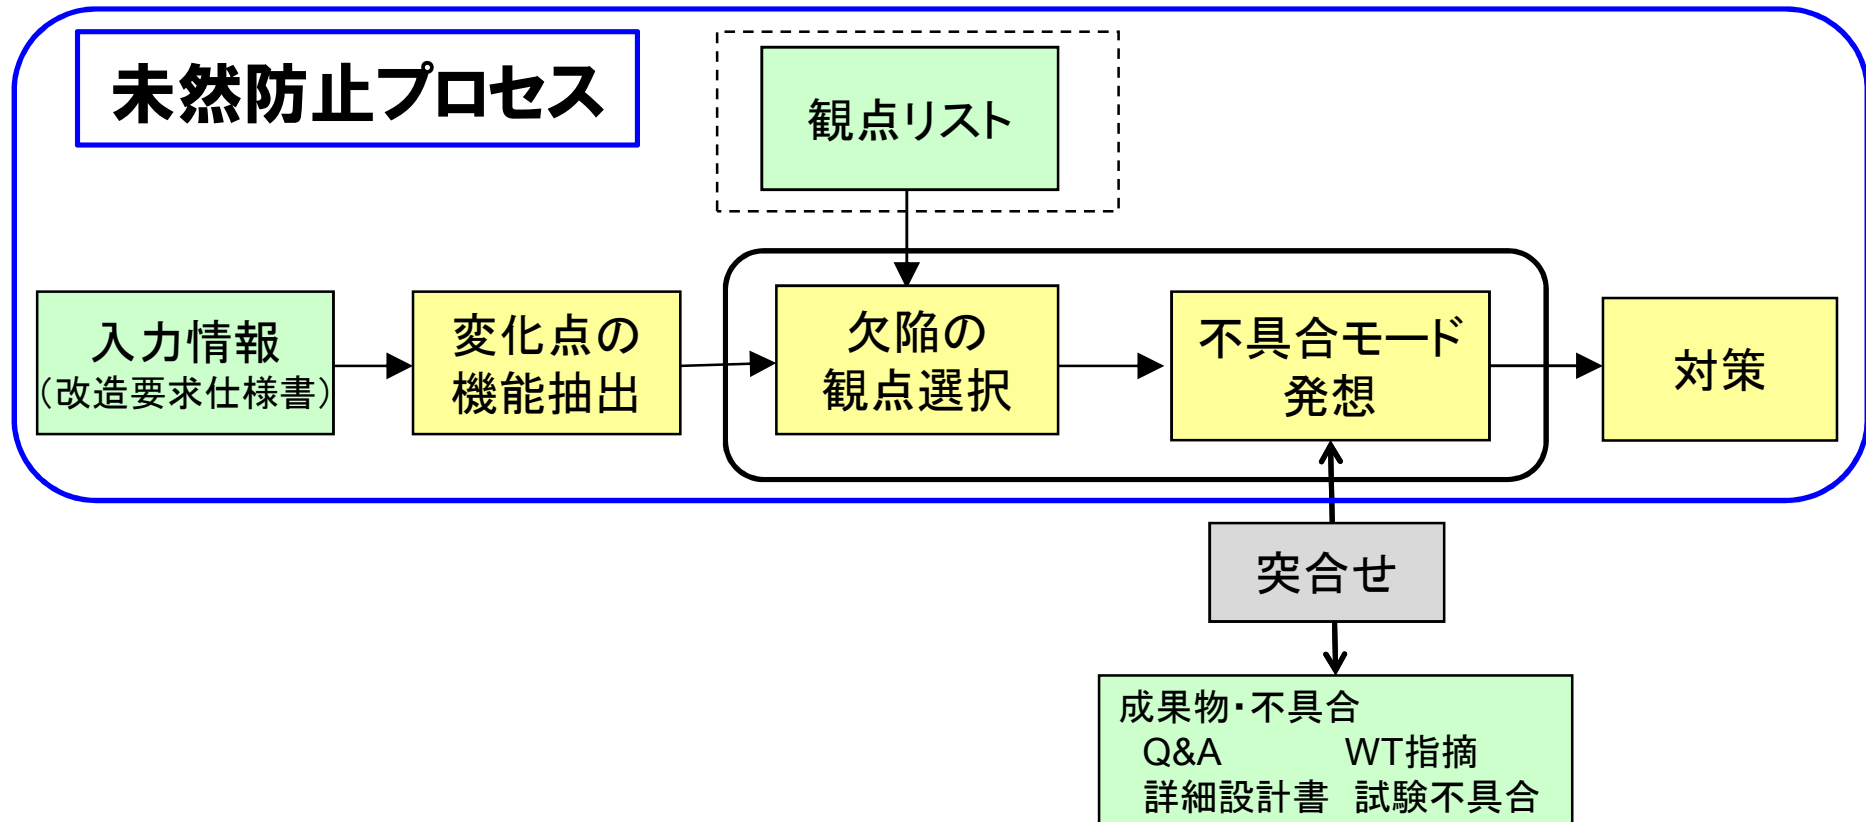 未然防止プロセス
観点リスト
入力情報
（改造要求仕様書）
変化点の
機能抽出
欠陥の
観点選択
不具合モード
発想
対策
突合せ
成果物・不具合
Q&A WT指摘
詳細設計書 試験不具合